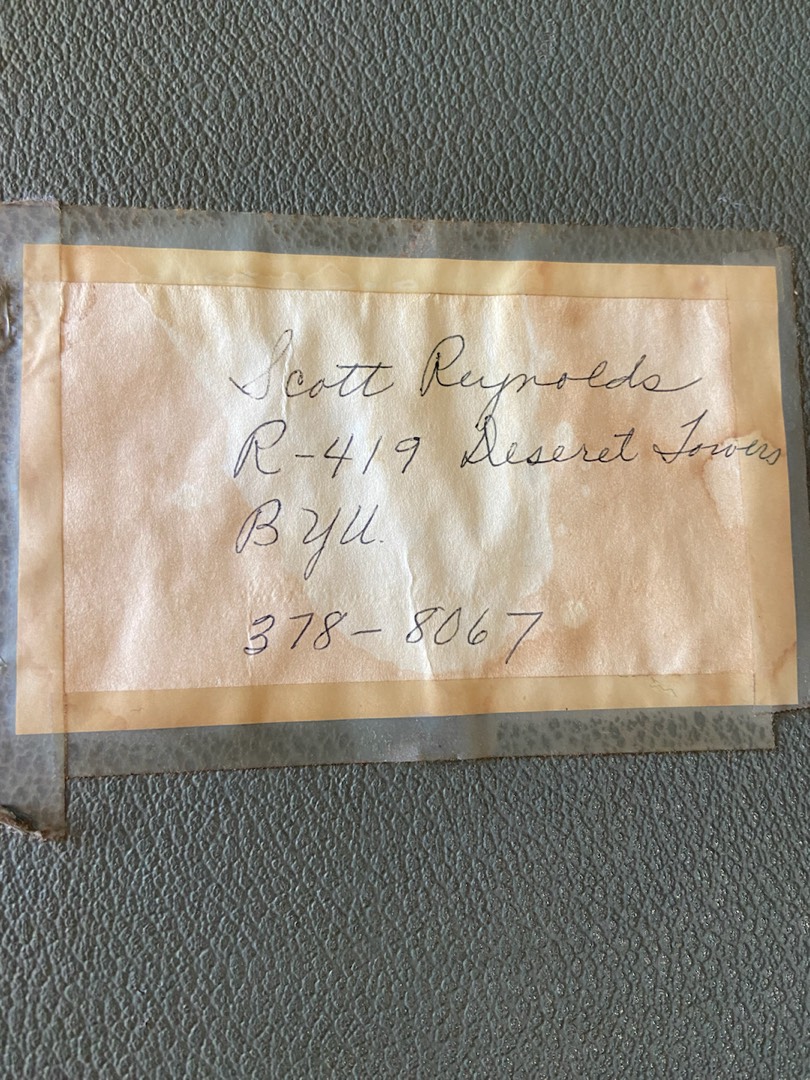 Scott Reynolds
R-419 Deseret Towers
BYU.
378-8067